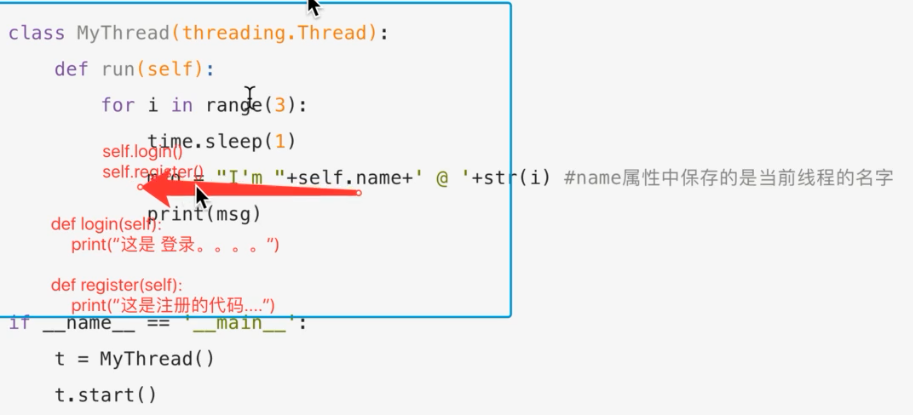 class MyThread(threading.Thread):
def run(self):
for i in range(3):
time.sleep(1)
self.login()
self.register()
msg = "I'm "+self.name+' @ '+str(i) #name属性中保存的是当前线程的名字
print(msg)
def login(self):
print(“这是 登录。。。。”)
def register(self):
print(“这是注册的代码....”)
if __name__ == '__main__':
t = MyThread()
t.start()